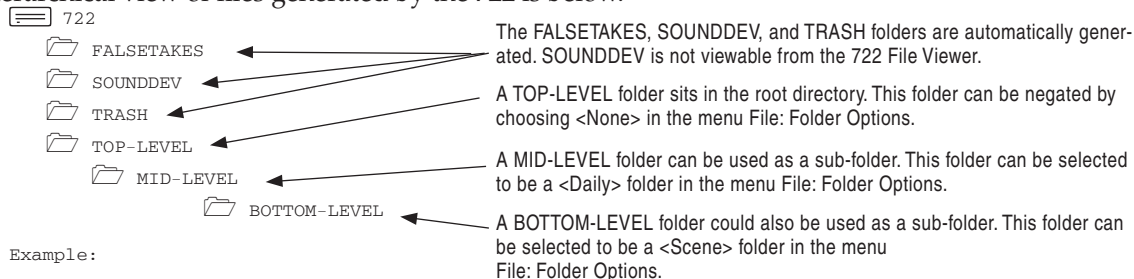 722
FALSETAKES
SOUNDDEV
TRASH
TOP-LEVEL
MID-LEVEL
BOTTOM-LEVEL
Example:
The FALSETAKES, SOUNDDEV, and TRASH folders are automatically gener-
ated. SOUNDDEV is not viewable from the 722 File Viewer.
A TOP-LEVEL folder sits in the root directory. This folder can be negated by
choosing <None> in the menu File: Folder Options.
A MID-LEVEL folder can be used as a sub-folder. This folder can be selected
to be a <Daily> folder in the menu File: Folder Options.
A BOTTOM-LEVEL folder could also be used as a sub-folder. This folder can
be selected to be a <Scene> folder in the menu
File: Folder Options.